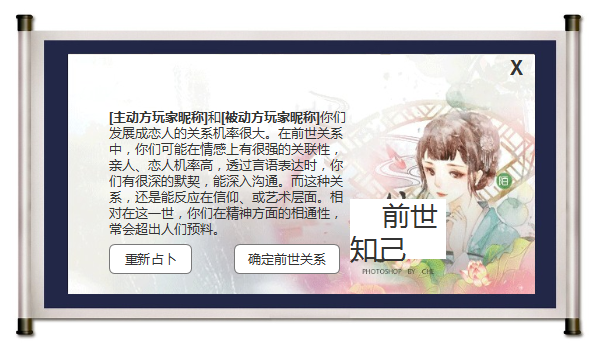 X
[主动方玩家昵称]和[被动方玩家昵称]你们
发展成恋人的关系机率很大。在前世关系
中，你们可能在情感上有很强的关联性，
亲人、恋人机率高，透过言语表达时，你
们有很深的默契，能深入沟通。而这种关
系，还是能反应在信仰、或艺术层面。相
对在这一世，你们在精神方面的相通性，
常会超出人们预料。
前世
知己
PHOTOSHOP BY CHE
重新占卜
确定前世关系